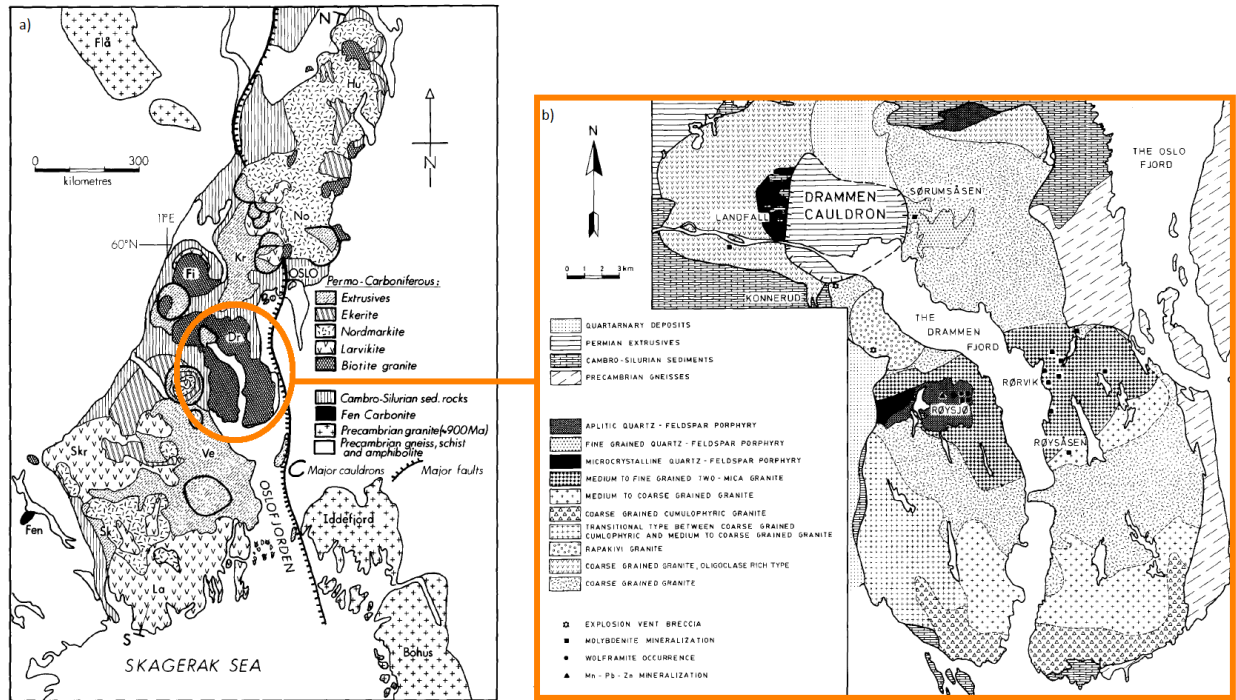 a)
Flå
N
Hu
N
0
300
kilometres
11°E
60°N
No
Kr
OSLO
Fi
Dr
Permo-Carboniferous:
Extrusives
Ekerite
Nordmarkite
Larvikite
Biotite granite
Cambro-Silurian sed. rocks
Fen Carbonite
Precambrian granite(~900Ma)
Precambrian gneiss, schist
and amphibolite
Major cauldrons
Major faults
Skr
Ve
Fen
Sk
OSLOFJORDEN
Iddefjord
La
S
SKAGERAK SEA
Bohus
b)
N
THE OSLO
FJORD
SØRUMSÅSEN
DRAMMEN
CAULDRON
LANDFALL
0 1 2 3 km
KONNERUD
THE
DRAMMEN
FJORD
RØRVIK
RØYSJØ
RØYSÅSEN
QUARTARNARY DEPOSITS
PERMIAN EXTRUSIVES
CAMBRO-SILURIAN SEDIMENTS
PRECAMBRIAN GNEISSES
APLITIC QUARTZ-FELDSPAR PORPHYRY
FINE GRAINED QUARTZ-FELDSPAR PORPHYRY
MICROCRYSTALLINE QUARTZ-FELDSPAR PORPHYRY
MEDIUM TO FINE GRAINED TWO-MICA GRANITE
MEDIUM TO COARSE GRAINED GRANITE
COARSE GRAINED CUMULOPHYRIC GRANITE
TRANSITIONAL TYPE BETWEEN COARSE GRAINED
CUMLOPHYRIC AND MEDIUM TO COARSE GRAINED GRANITE
RAPAKIVI GRANITE
COARSE GRAINED GRANITE, OLIGOCLASE RICH TYPE
COARSE GRAINED GRANITE
EXPLOSION VENT BRECCIA
MOLYBDENITE MINERALIZATION
WOLFRAMITE OCCURRENCE
Mn-Pb-Zn MINERALIZATION